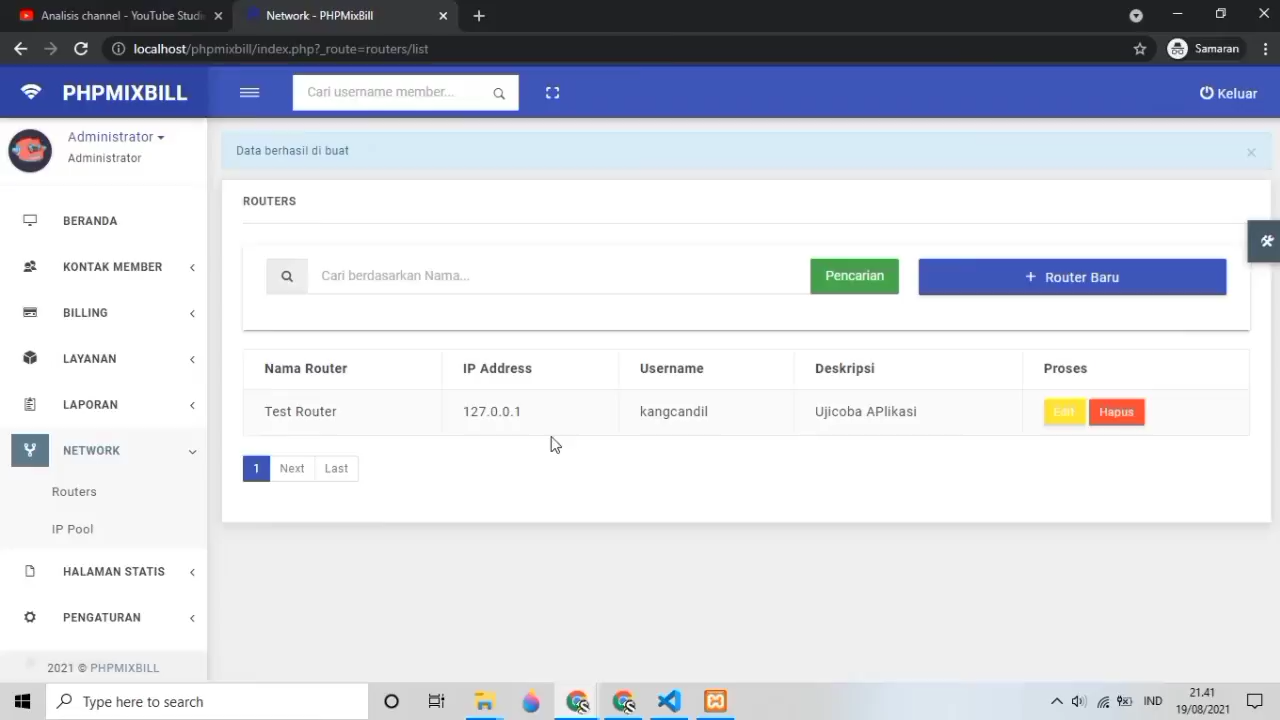 Analisis channel - YouTube Studi
Network - PHPMixBill
localhost/phpmixbill/index.php?_route=routers/list
Samaran
PHPMIXBILL
Cari username member...
Keluar
Administrator
Administrator
Data berhasil di buat
ROUTERS
BERANDA
KONTAK MEMBER
BILLING
LAYANAN
LAPORAN
NETWORK
Routers
IP Pool
HALAMAN STATIS
PENGATURAN
2021 © PHPMIXBILL
Cari berdasarkan Nama...
Pencarian
+ Router Baru
Nama Router IP Address Username Deskripsi Proses
Test Router 127.0.0.1 kangcandil Ujicoba APlikasi Edit Hapus
1 Next Last
Type here to search
IND
21.41
19/08/2021